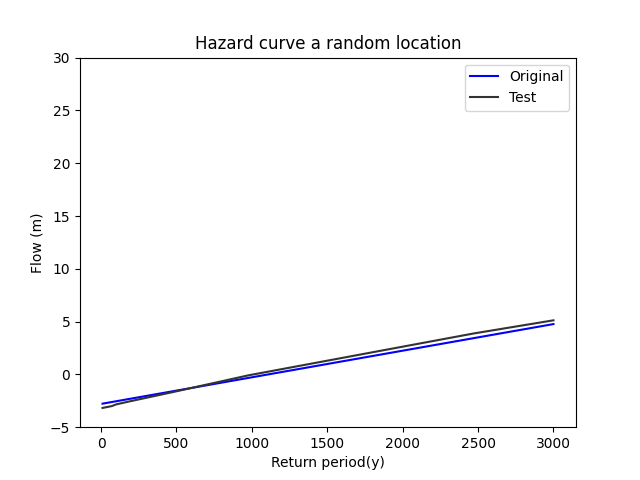 Hazard curve a random location
Original
Test
30
25
20
15
10
5
0
−5
Flow (m)
0 500 1000 1500 2000 2500 3000
Return period(y)